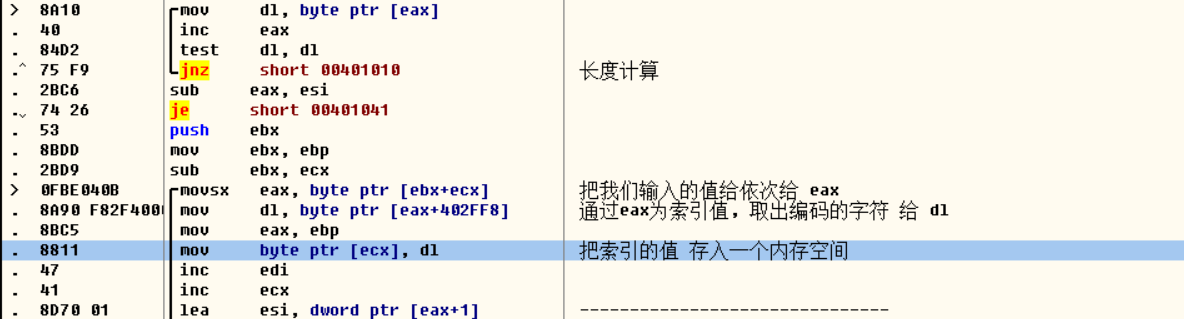 > 8A10 mov dl, byte ptr [eax]
. 40 inc eax
. 84D2 test dl, dl
.^ 75 F9 jnz short 00401010 长度计算
. 2BC6 sub eax, esi
.v 74 26 je short 00401041
. 53 push ebx
. 8BDD mov ebx, ebp
. 2BD9 sub ebx, ecx
> 0FBE040B movsx eax, byte ptr [ebx+ecx] 把我们输入的值给依次给 eax
. 8A90 F82F400 mov dl, byte ptr [eax+402FF8] 通过eax为索引值，取出编码的字符 给 dl
. 8BC5 mov eax, ebp
. 8811 mov byte ptr [ecx], dl 把索引的值 存入一个内存空间
. 47 inc edi
. 41 inc ecx
. 8D70 01 lea esi, dword ptr [eax+1] -------------------------------